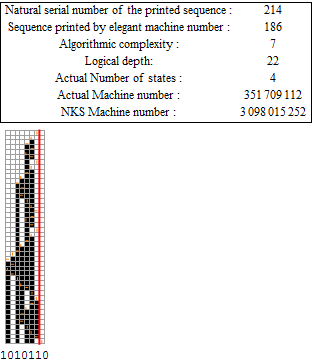 Natural serial number of the printed sequence : 214
Sequence printed by elegant machine number : 186
Algorithmic complexity : 7
Logical depth: 22
Actual Number of states : 4
Actual Machine number : 351 709 112
NKS Machine number : 3 098 015 252
1010110